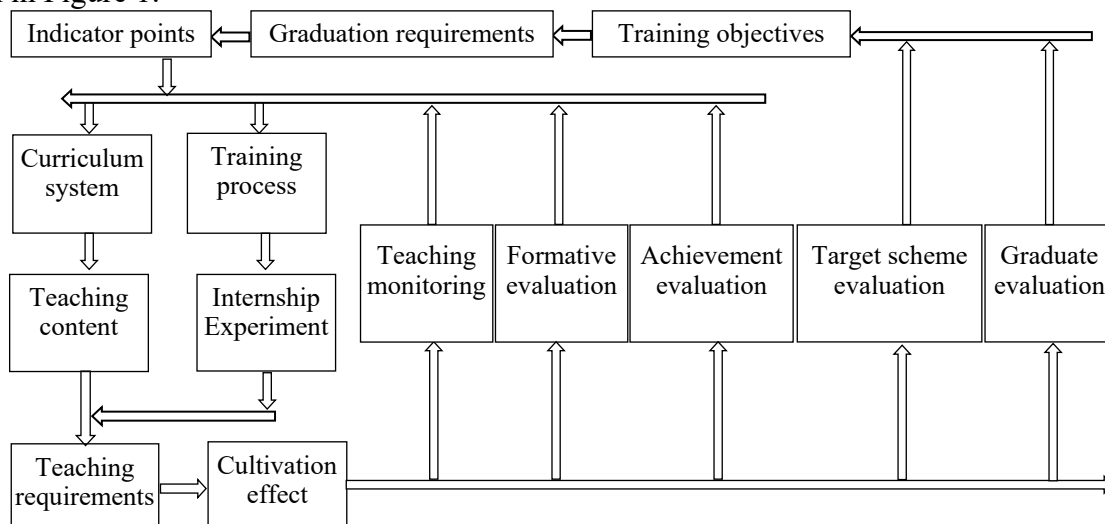 in Figure 1.
Indicator points
Graduation requirements
Training objectives
Curriculum
system
Training
process
Teaching
monitoring
Formative
evaluation
Achievement
evaluation
Target scheme
evaluation
Graduate
evaluation
Teaching
content
Internship
Experiment
Teaching
requirements
Cultivation
effect